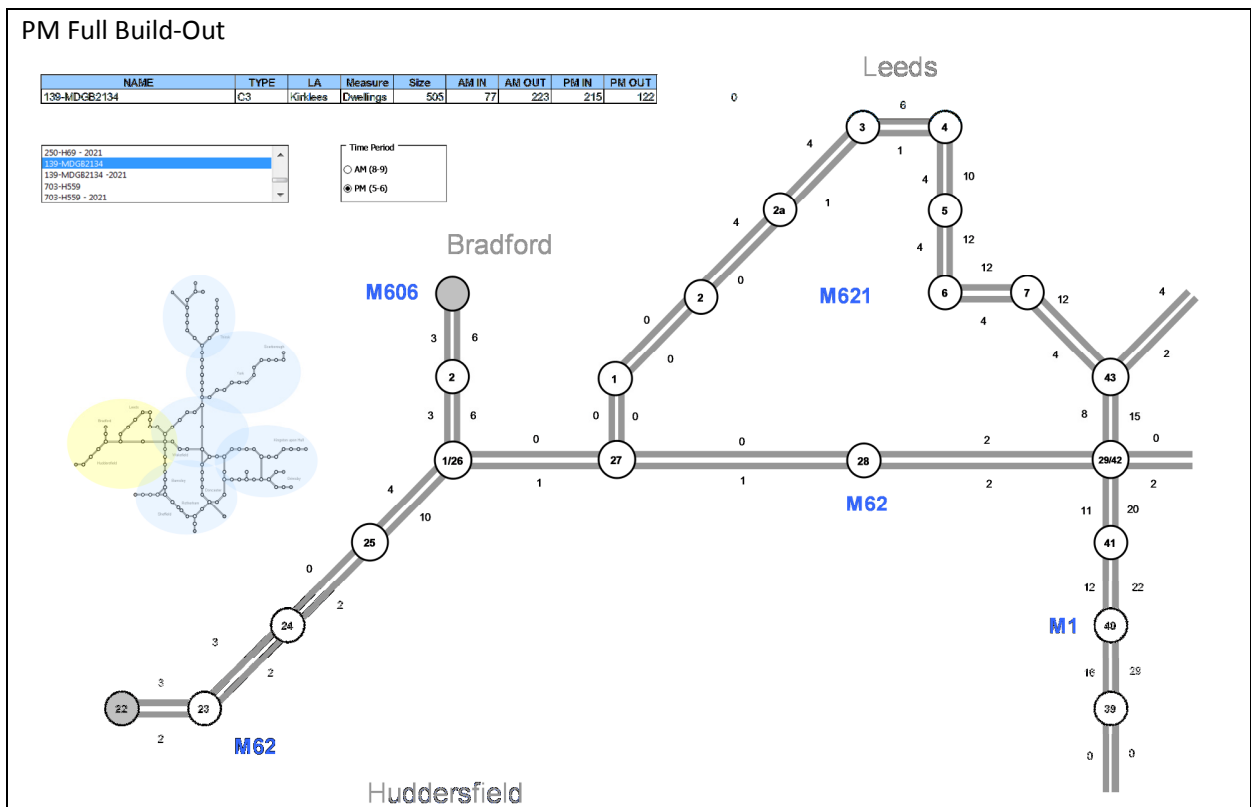 PM Full Build-Out
Leeds
NAME TYPE LA Measure Size AM IN AM OUT PM IN PM OUT
139-MDGB2134 C3 Kirklees Dwellings 505 77 223 215 122
0
6
3 4
4 1
250-H69 - 2021
139-MDGB2134
139-MDGB2134 -2021
703-H559
703-H559 - 2021
Time Period
AM (8-9)
PM (5-6)
4 10
2a 1 5
4
Bradford
4 12
0
12
M606 2 M621 6 7
12 4
3 6 0 4
0 4 2
2 1 43
3 6 0 0 8 15
0 0 2 0
1/26 27 28 29/42
1 1 2 2
4 M62
10 11 20
25 41
0
2 12 22
24 M1 40
3
2 16 29
3
22 23 39
2
M62
0 0
Huddersfield